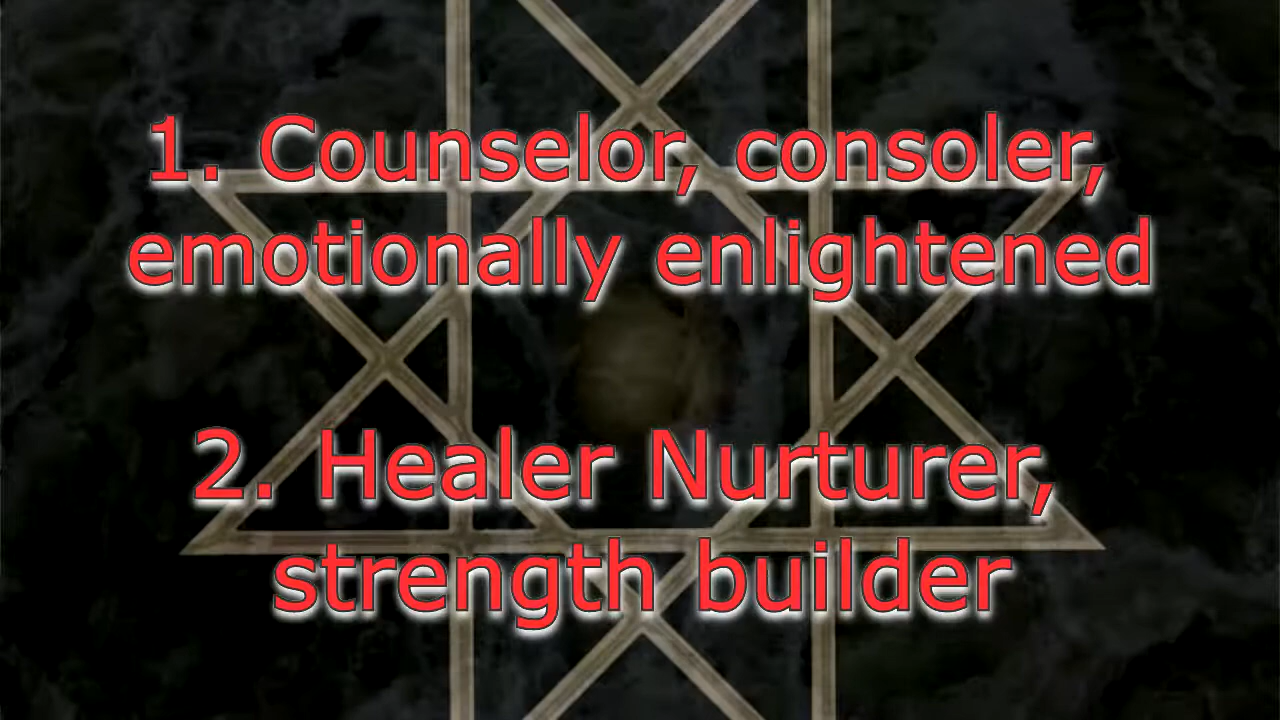 1. Counselor, consoler,
emotionally enlightened
2. Healer Nurturer,
strength builder